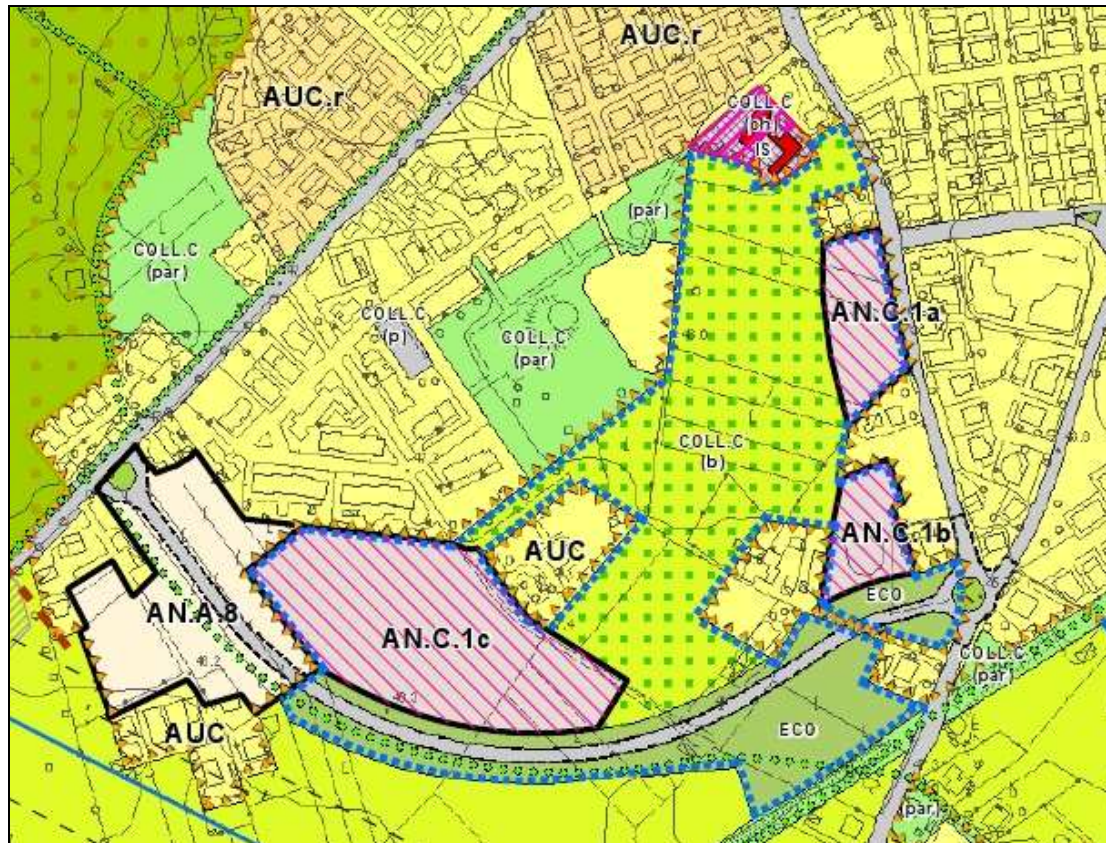 AUC.r
AUC.r
COLL.C
(ch)
IS
(par)
COLL.C
(par)
COLL.C
(p)
COLL.C
(par)
AN.C.1a
COLL.C
(b)
AUC
AN.C.1b
ECO
AN.A.8
AN.C.1c
COLL.C
(par)
AUC
ECO
(par)